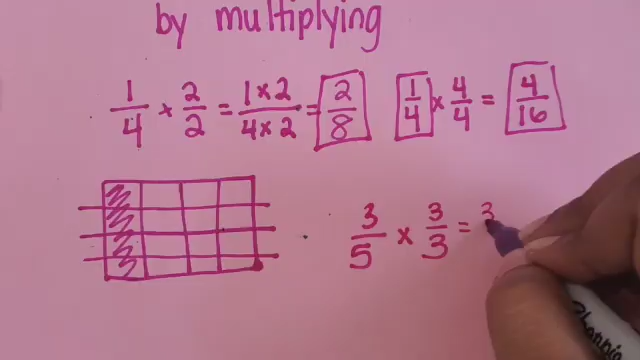 by multiplying
1/4 × 2/2 = 1×2/4×2 = 2/8 1/4 × 4/4 = 4/16
3/5 × 3/3 = 3
Sharpie